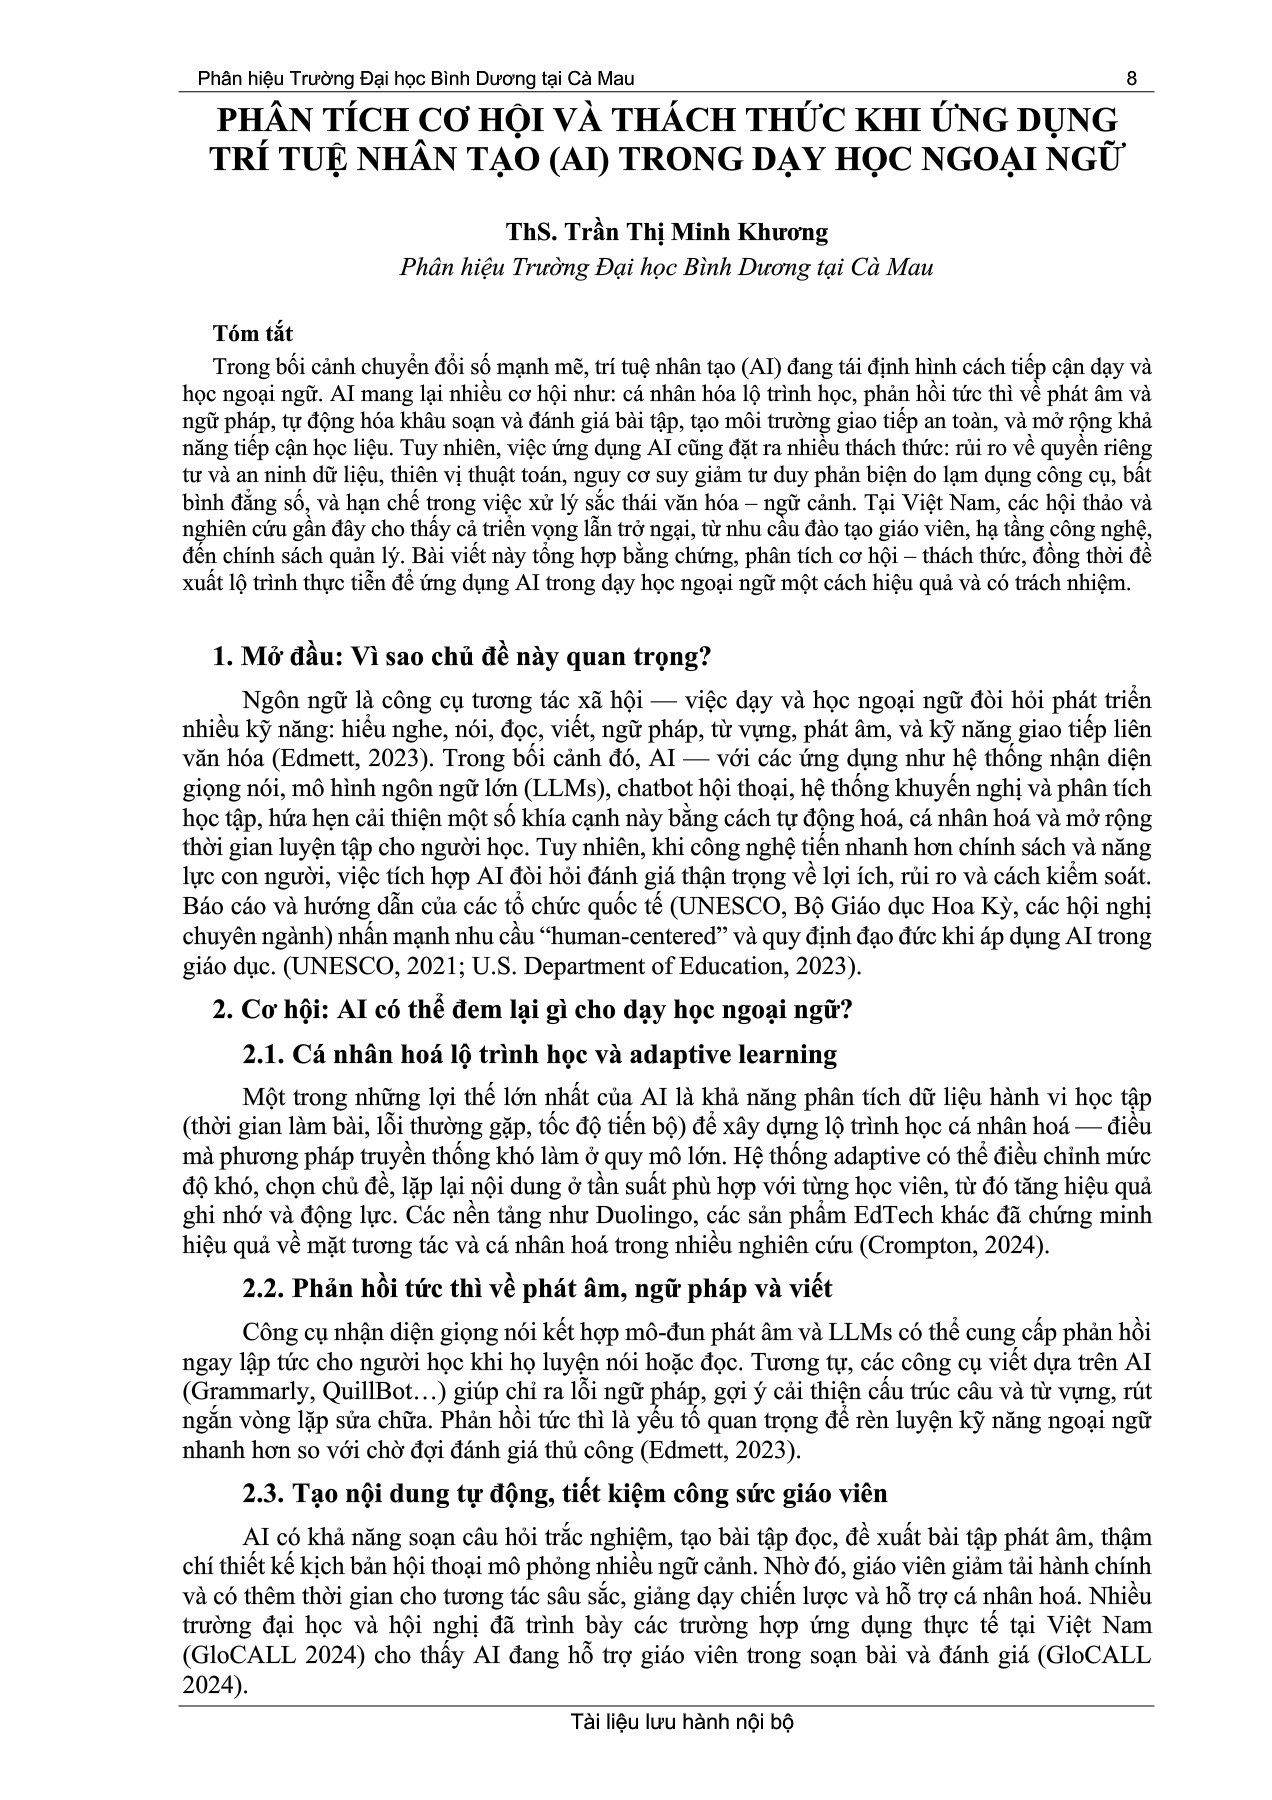 Phân hiệu Trường Đại học Bình Dương tại Cà Mau 8
PHÂN TÍCH CƠ HỘI VÀ THÁCH THỨC KHI ỨNG DỤNG
TRÍ TUỆ NHÂN TẠO (AI) TRONG DẠY HỌC NGOẠI NGỮ
ThS. Trần Thị Minh Khương
Phân hiệu Trường Đại học Bình Dương tại Cà Mau
Tóm tắt
Trong bối cảnh chuyển đổi số mạnh mẽ, trí tuệ nhân tạo (AI) đang tái định hình cách tiếp cận dạy và
học ngoại ngữ. AI mang lại nhiều cơ hội như: cá nhân hóa lộ trình học, phản hồi tức thì về phát âm và
ngữ pháp, tự động hóa khâu soạn và đánh giá bài tập, tạo môi trường giao tiếp an toàn, và mở rộng khả
năng tiếp cận học liệu. Tuy nhiên, việc ứng dụng AI cũng đặt ra nhiều thách thức: rủi ro về quyền riêng
tư và an ninh dữ liệu, thiên vị thuật toán, nguy cơ suy giảm tư duy phản biện do lạm dụng công cụ, bất
bình đẳng số, và hạn chế trong việc xử lý sắc thái văn hóa – ngữ cảnh. Tại Việt Nam, các hội thảo và
nghiên cứu gần đây cho thấy cả triển vọng lẫn trở ngại, từ nhu cầu đào tạo giáo viên, hạ tầng công nghệ,
đến chính sách quản lý. Bài viết này tổng hợp bằng chứng, phân tích cơ hội – thách thức, đồng thời đề
xuất lộ trình thực tiễn để ứng dụng AI trong dạy học ngoại ngữ một cách hiệu quả và có trách nhiệm.
1. Mở đầu: Vì sao chủ đề này quan trọng?
Ngôn ngữ là công cụ tương tác xã hội — việc dạy và học ngoại ngữ đòi hỏi phát triển
nhiều kỹ năng: hiểu nghe, nói, đọc, viết, ngữ pháp, từ vựng, phát âm, và kỹ năng giao tiếp liên
văn hóa (Edmett, 2023). Trong bối cảnh đó, AI — với các ứng dụng như hệ thống nhận diện
giọng nói, mô hình ngôn ngữ lớn (LLMs), chatbot hội thoại, hệ thống khuyến nghị và phân tích
học tập, hứa hẹn cải thiện một số khía cạnh này bằng cách tự động hoá, cá nhân hoá và mở rộng
thời gian luyện tập cho người học. Tuy nhiên, khi công nghệ tiến nhanh hơn chính sách và năng
lực con người, việc tích hợp AI đòi hỏi đánh giá thận trọng về lợi ích, rủi ro và cách kiểm soát.
Báo cáo và hướng dẫn của các tổ chức quốc tế (UNESCO, Bộ Giáo dục Hoa Kỳ, các hội nghị
chuyên ngành) nhấn mạnh nhu cầu “human-centered” và quy định đạo đức khi áp dụng AI trong
giáo dục. (UNESCO, 2021; U.S. Department of Education, 2023).
2. Cơ hội: AI có thể đem lại gì cho dạy học ngoại ngữ?
2.1. Cá nhân hoá lộ trình học và adaptive learning
Một trong những lợi thế lớn nhất của AI là khả năng phân tích dữ liệu hành vi học tập
(thời gian làm bài, lỗi thường gặp, tốc độ tiến bộ) để xây dựng lộ trình học cá nhân hoá — điều
mà phương pháp truyền thống khó làm ở quy mô lớn. Hệ thống adaptive có thể điều chỉnh mức
độ khó, chọn chủ đề, lặp lại nội dung ở tần suất phù hợp với từng học viên, từ đó tăng hiệu quả
ghi nhớ và động lực. Các nền tảng như Duolingo, các sản phẩm EdTech khác đã chứng minh
hiệu quả về mặt tương tác và cá nhân hoá trong nhiều nghiên cứu (Crompton, 2024).
2.2. Phản hồi tức thì về phát âm, ngữ pháp và viết
Công cụ nhận diện giọng nói kết hợp mô-đun phát âm và LLMs có thể cung cấp phản hồi
ngay lập tức cho người học khi họ luyện nói hoặc đọc. Tương tự, các công cụ viết dựa trên AI
(Grammarly, QuillBot…) giúp chỉ ra lỗi ngữ pháp, gợi ý cải thiện cấu trúc câu và từ vựng, rút
ngắn vòng lặp sửa chữa. Phản hồi tức thì là yếu tố quan trọng để rèn luyện kỹ năng ngoại ngữ
nhanh hơn so với chờ đợi đánh giá thủ công (Edmett, 2023).
2.3. Tạo nội dung tự động, tiết kiệm công sức giáo viên
AI có khả năng soạn câu hỏi trắc nghiệm, tạo bài tập đọc, đề xuất bài tập phát âm, thậm
chí thiết kế kịch bản hội thoại mô phỏng nhiều ngữ cảnh. Nhờ đó, giáo viên giảm tải hành chính
và có thêm thời gian cho tương tác sâu sắc, giảng dạy chiến lược và hỗ trợ cá nhân hoá. Nhiều
trường đại học và hội nghị đã trình bày các trường hợp ứng dụng thực tế tại Việt Nam
(GloCALL 2024) cho thấy AI đang hỗ trợ giáo viên trong soạn bài và đánh giá (GloCALL
2024).
Tài liệu lưu hành nội bộ